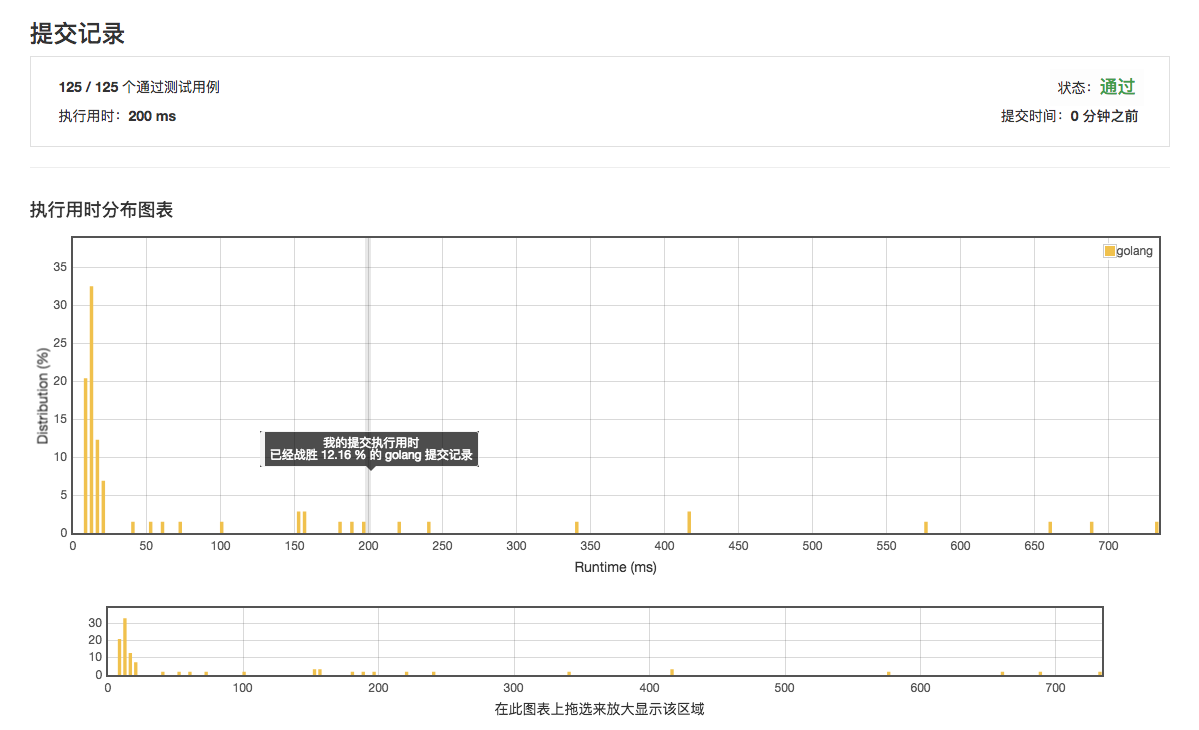 提交记录
125 / 125 个通过测试用例
状态：通过
执行用时：200 ms
提交时间：0 分钟之前
执行用时分布图表
golang
35
30
25
20
15
10
5
0
Distribution (%)
我的提交执行用时
已经战胜 12.16 % 的 golang 提交记录
0 50 100 150 200 250 300 350 400 450 500 550 600 650 700
Runtime (ms)
30
20
10
0
0 100 200 300 400 500 600 700
在此图表上拖选来放大显示该区域